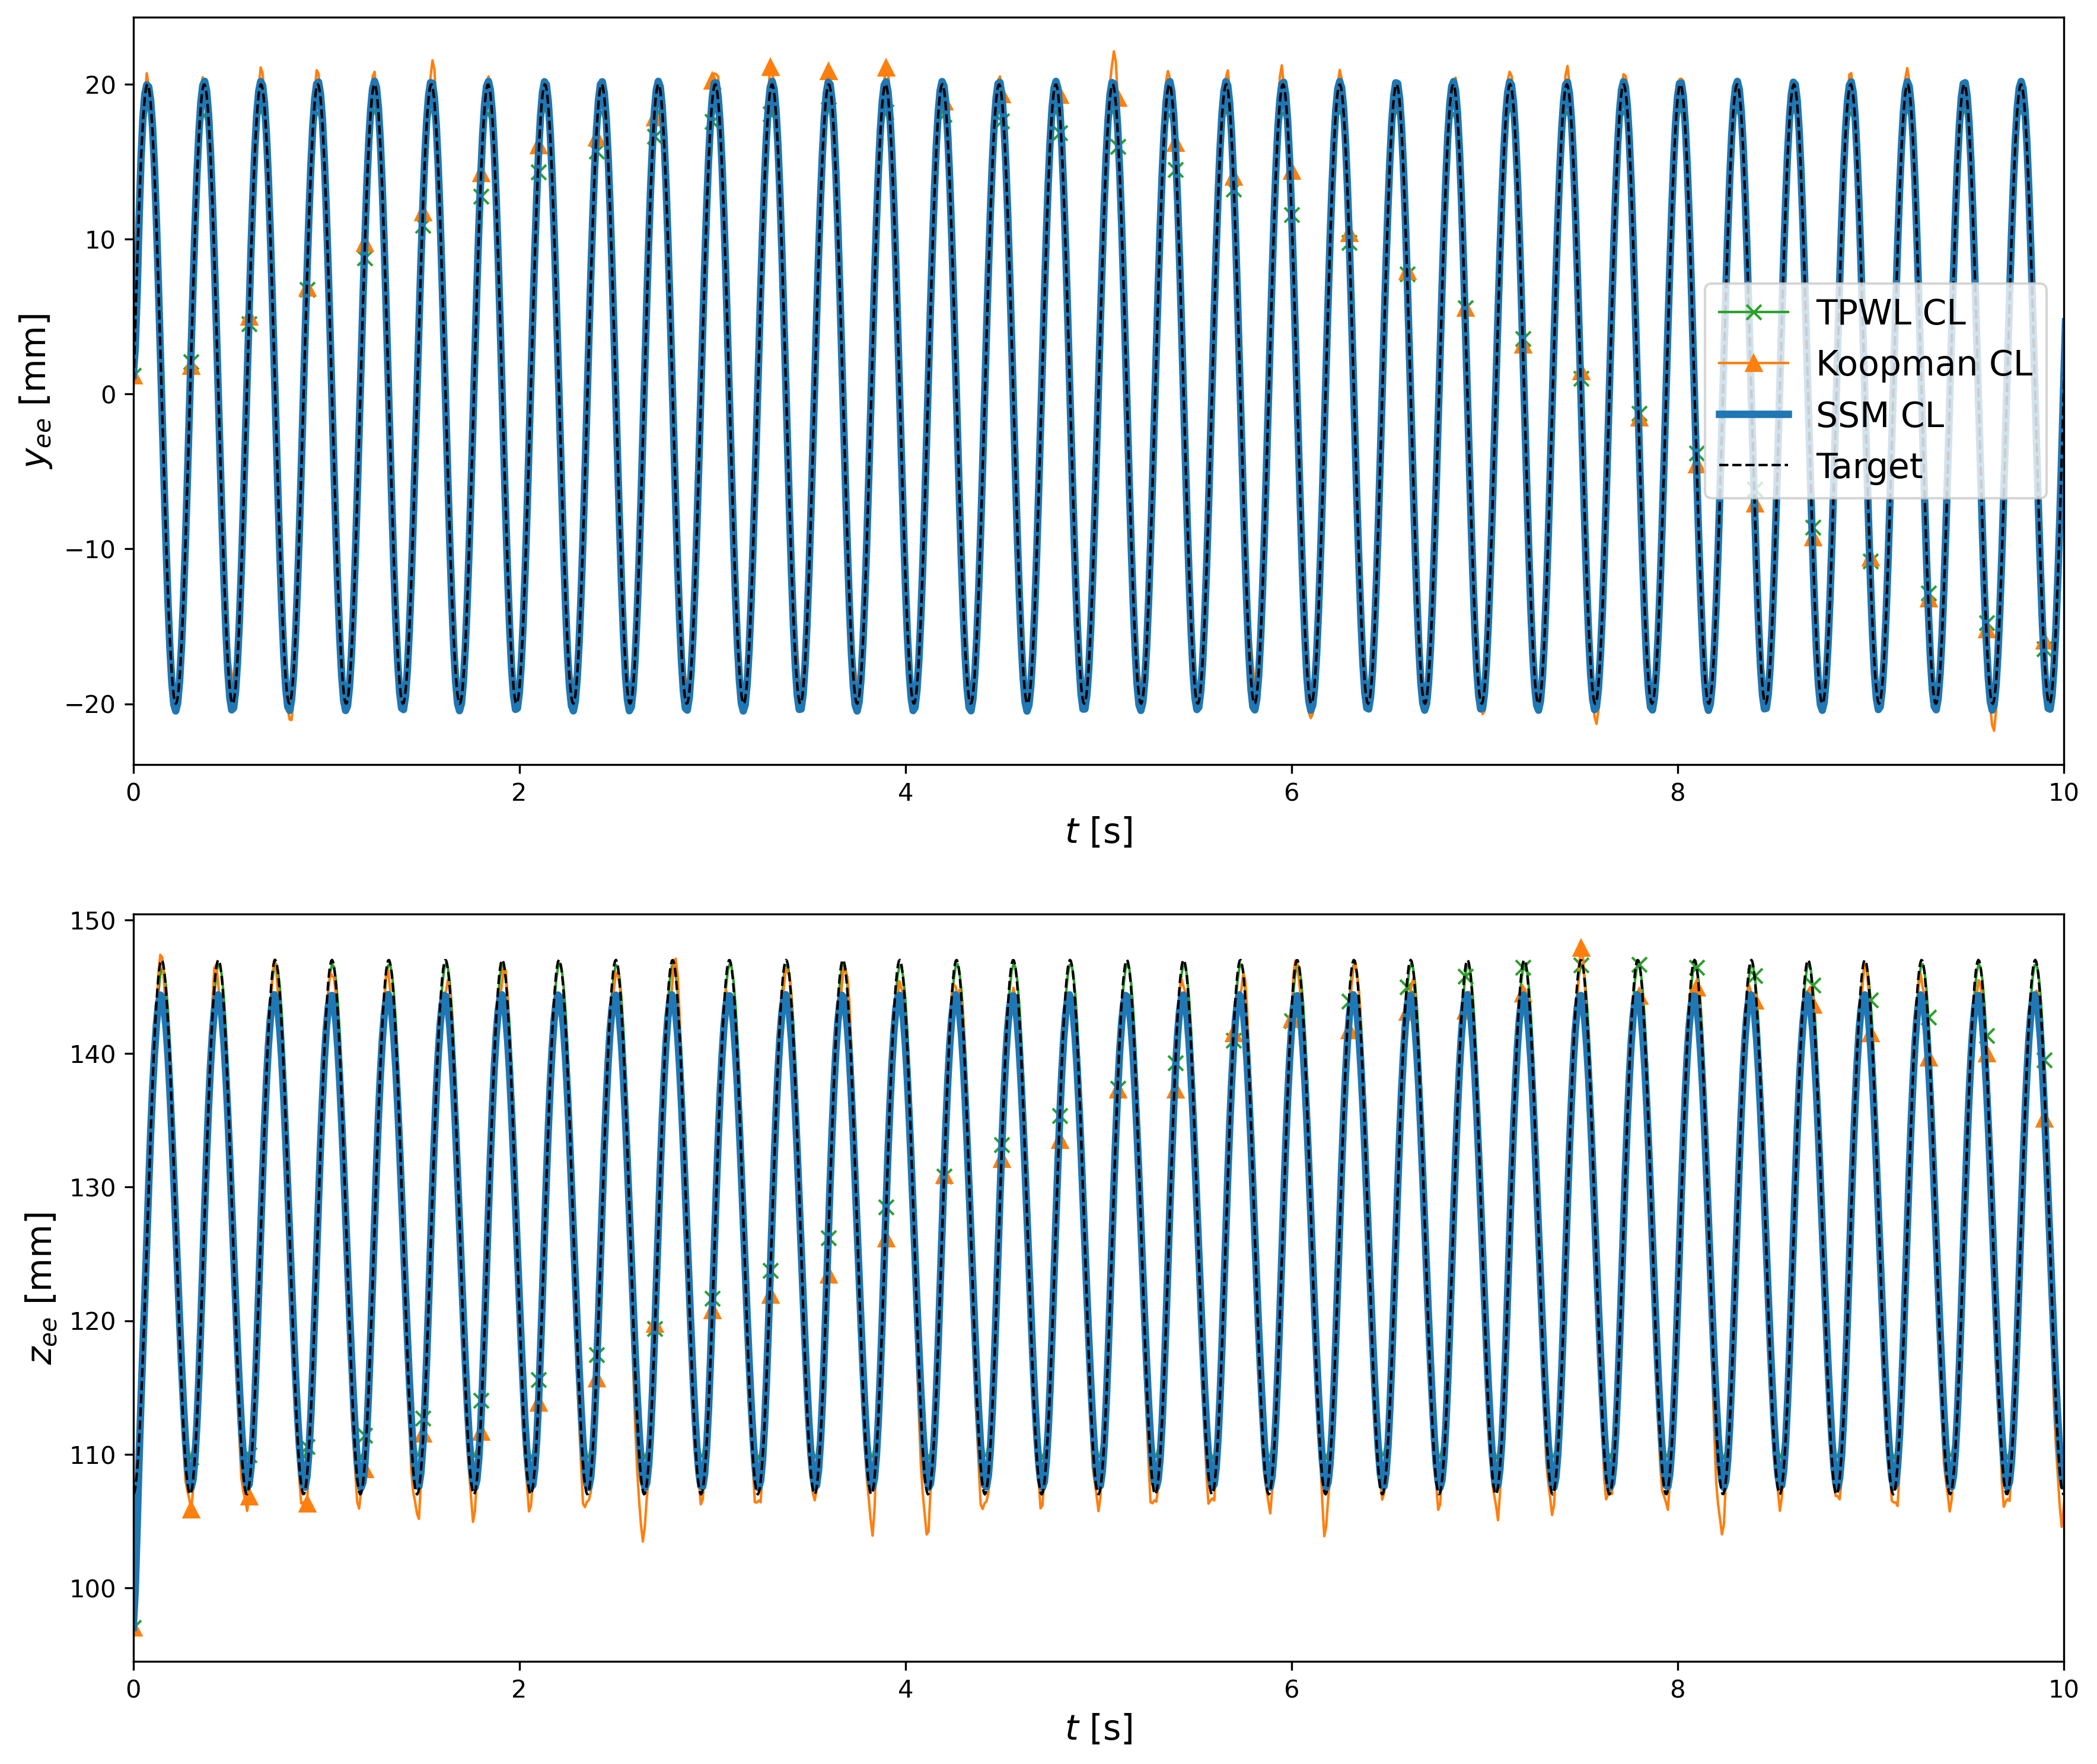 20
10
0
−10
−20
y_ee [mm]
TPWL CL
Koopman CL
SSM CL
Target
0 2 4 6 8 10
t [s]
150
140
130
120
110
100
z_ee [mm]
0 2 4 6 8 10
t [s]